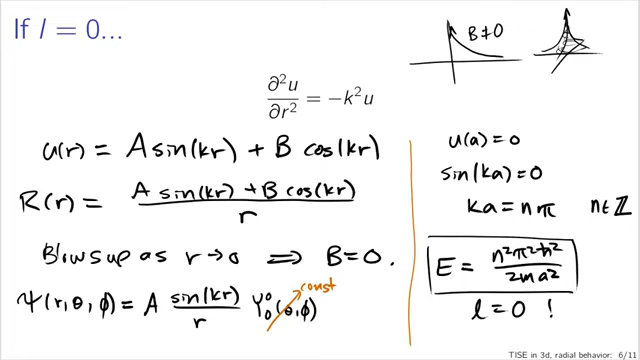 If l = 0...
B ≠ 0
∂²u/∂r² = −k²u
u(r) = A sin(kr) + B cos(kr)
R(r) = (A sin(kr) + B cos(kr))/r
Blows up as r → 0 ⟹ B = 0.
Ψ(r, θ, φ) = A sin(kr)/r Y₀⁰(θ, φ) const
u(a) = 0
sin(ka) = 0
ka = nπ n ∈ ℤ
E = n²π²ħ²/2ma²
l = 0 !
TISE in 3d, radial behavior: 6/11